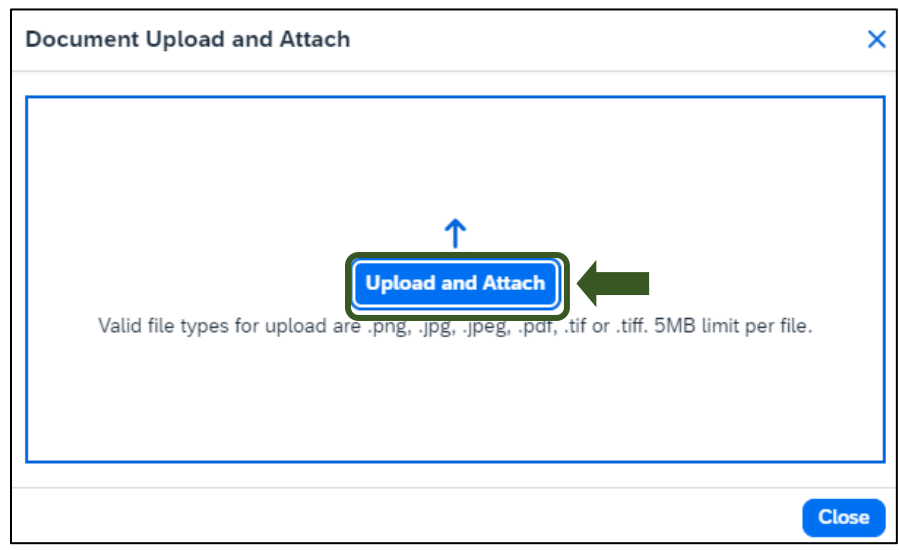 Document Upload and Attach
Upload and Attach
Valid file types for upload are .png, .jpg, .jpeg, .pdf, .tif or .tiff. 5MB limit per file.
Close